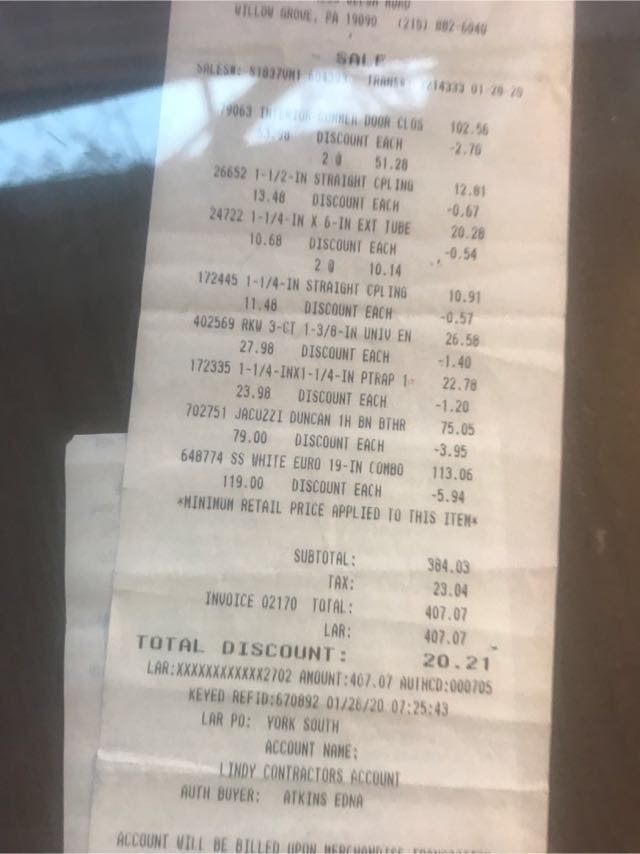 ROAD
WILLOW GROVE, PA 19090 (215) 882-6040
- SALE
SALES#: TRANS# 01-28-20
79063 INTERIOR DOOR CLOS 102.56
53.98 DISCOUNT EACH -2.70
2 @ 51.28
26652 1-1/2-IN STRAIGHT CPLING 12.81
13.48 DISCOUNT EACH -0.67
24722 1-1/4-IN X 6-IN EXT TUBE 20.28
10.68 DISCOUNT EACH -0.54
2 @ 10.14
172445 1-1/4-IN STRAIGHT CPLING 10.91
11.48 DISCOUNT EACH -0.57
402569 RKW 3-CT 1-3/8-IN UNIV EN 26.58
27.98 DISCOUNT EACH -1.40
172335 1-1/4-INX1-1/4-IN PTRAP 1- 22.78
23.98 DISCOUNT EACH -1.20
702751 JACUZZI DUNCAN 1H BN BTHR 75.05
79.00 DISCOUNT EACH -3.95
648774 SS WHITE EURO 19-IN COMBO 113.06
119.00 DISCOUNT EACH -5.94
*MINIMUM RETAIL PRICE APPLIED TO THIS ITEM*
SUBTOTAL: 384.03
TAX: 23.04
INVOICE 02170 TOTAL: 407.07
LAR: 407.07
TOTAL DISCOUNT: 20.21
LAR:XXXXXXXXXXXX2702 AMOUNT:407.07 AUTHCD:000705
KEYED REFID:670892 01/28/20 07:25:43
LAR PO: YORK SOUTH
ACCOUNT NAME:
LINDY CONTRACTORS ACCOUNT
AUTH BUYER: ATKINS EDNA
ACCOUNT WILL BE BILLED UPON MERCHANDISE